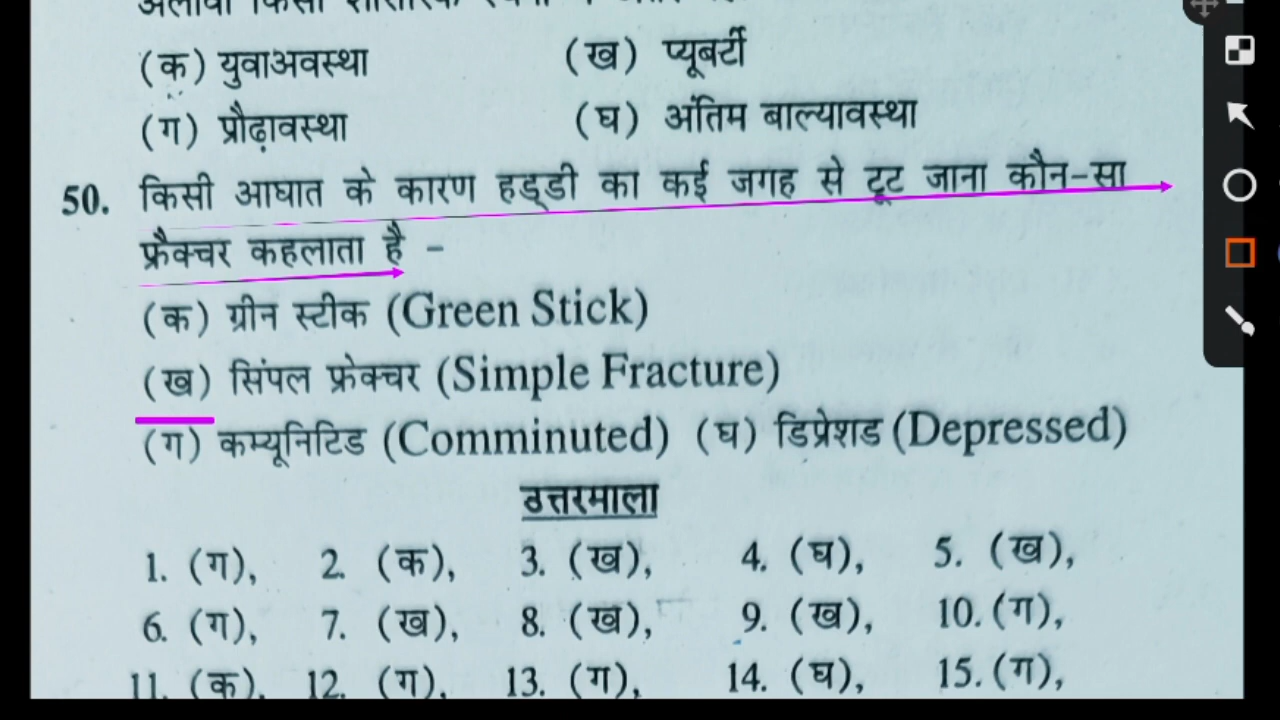 (क) युवाअवस्था (ख) प्यूबर्टी
(ग) प्रौढ़ावस्था (घ) अंतिम बाल्यावस्था
50. किसी आघात के कारण हड्डी का कई जगह से टूट जाना कौन-सा
फ्रैक्चर कहलाता है -
(क) ग्रीन स्टीक (Green Stick)
(ख) सिंपल फ्रेक्चर (Simple Fracture)
(ग) कम्यूनिटिड (Comminuted) (घ) डिप्रेशड (Depressed)
उत्तरमाला
1. (ग), 2. (क), 3. (ख), 4. (घ), 5. (ख),
6. (ग), 7. (ख), 8. (ख), 9. (ख), 10. (ग),
11. (क), 12. (ग), 13. (ग), 14. (घ), 15. (ग),